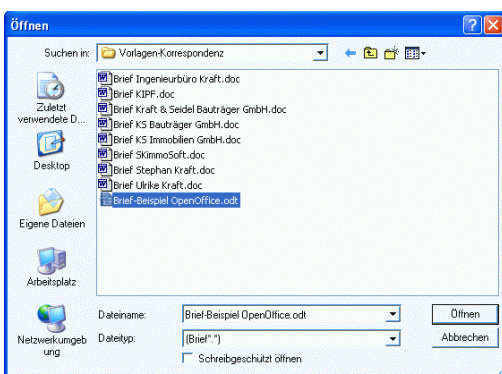 Öffnen
Suchen in: Vorlagen-Korrespondenz
Zuletzt
verwendete D...
Desktop
Eigene Dateien
Arbeitsplatz
Netzwerkumgeb
ung
Brief Ingenieurbüro Kraft.doc
Brief KIPF.doc
Brief Kraft & Seidel Bauträger GmbH.doc
Brief KS Bauträger GmbH.doc
Brief KS Immobilien GmbH.doc
Brief SKimmoSoft.doc
Brief Stephan Kraft.doc
Brief Ulrike Kraft.doc
Brief-Beispiel OpenOffice.odt
Dateiname: Brief-Beispiel OpenOffice.odt Öffnen
Dateityp: (Brief*.*) Abbrechen
Schreibgeschützt öffnen